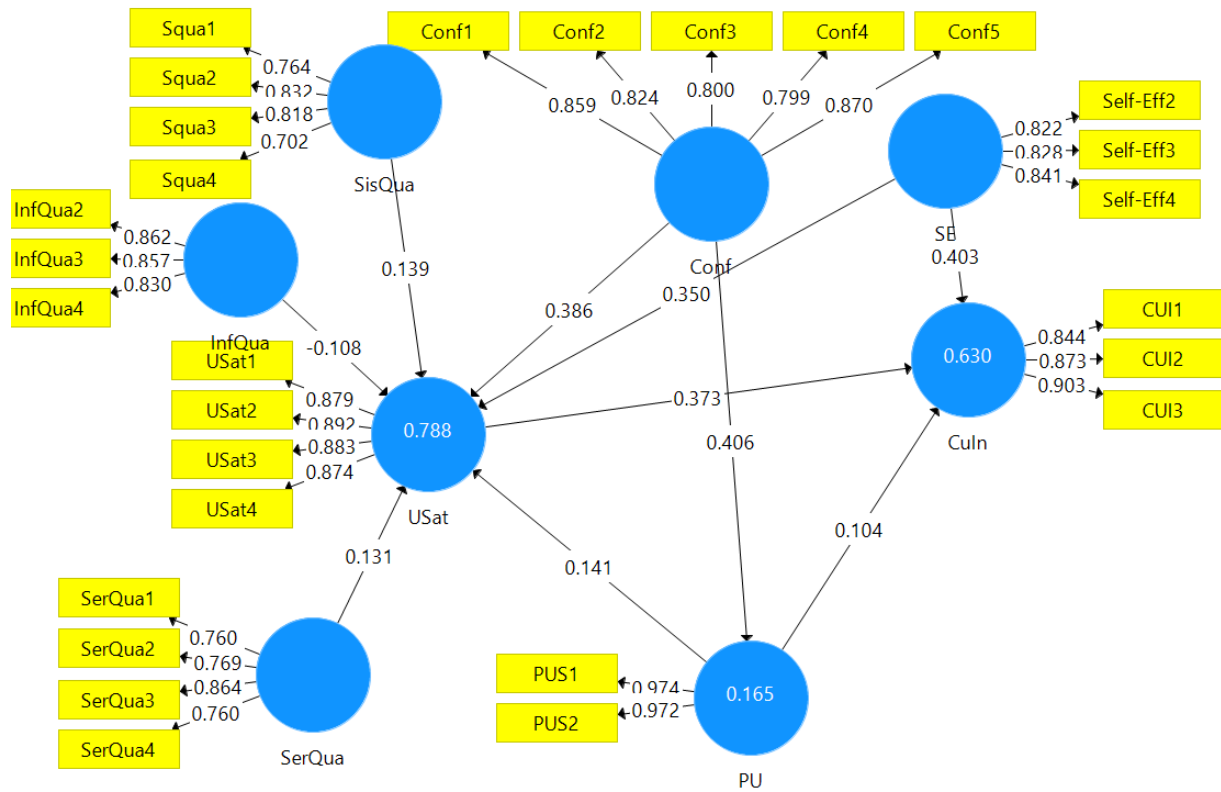 Squa1
Squa2
Squa3
Squa4
0.764
0.832
0.818
0.702
SisQua
Conf1
Conf2
Conf3
Conf4
Conf5
0.859
0.824
0.800
0.799
0.870
Conf
Self-Eff2
Self-Eff3
Self-Eff4
0.822
0.828
0.841
SE
0.403
InfQua2
InfQua3
InfQua4
0.862
0.857
0.830
InfQua
-0.108
0.139
0.386
0.350
USat1
USat2
USat3
USat4
0.879
0.892
0.883
0.874
0.788
USat
0.373
0.406
0.630
CuIn
0.844
0.873
0.903
CUI1
CUI2
CUI3
0.131
0.141
0.104
SerQua1
SerQua2
SerQua3
SerQua4
0.760
0.769
0.864
0.760
SerQua
PUS1
PUS2
0.974
0.972
0.165
PU